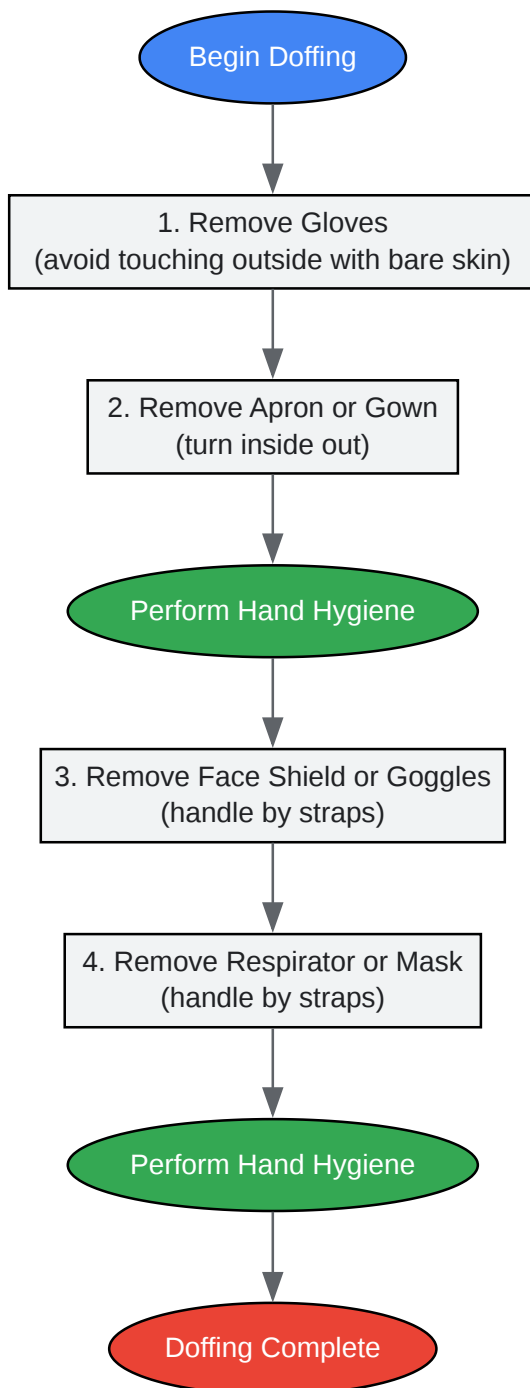 Begin Doffing
1. Remove Gloves
(avoid touching outside with bare skin)
2. Remove Apron or Gown
(turn inside out)
Perform Hand Hygiene
3. Remove Face Shield or Goggles
(handle by straps)
4. Remove Respirator or Mask
(handle by straps)
Perform Hand Hygiene
Doffing Complete